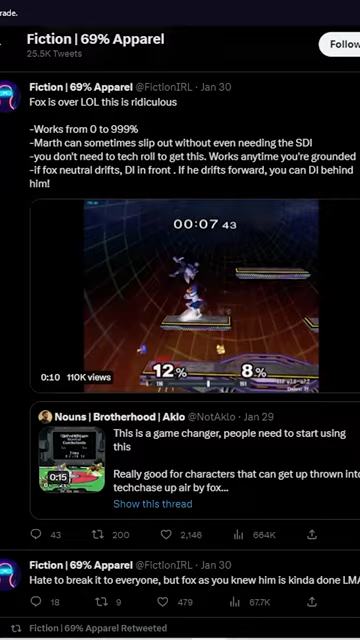 rade.
Fiction | 69% Apparel
25.5K Tweets
Follow
Fiction | 69% Apparel @FictionIRL · Jan 30
Fox is over LOL this is ridiculous
-Works from 0 to 999%
-Marth can sometimes slip out without even needing the SDI
-you don't need to tech roll to get this. Works anytime you're grounded
-if fox neutral drifts, DI in front . If he drifts forward, you can DI behind
him!
00:07 43
12% 8%
0:10 110K views
Nouns | Brotherhood | Aklo @NotAklo · Jan 29
This is a game changer, people need to start using
this
Really good for characters that can get up thrown into
techchase up air by fox...
0:15
Show this thread
43 200 2,146 664K
Fiction | 69% Apparel @FictionIRL · Jan 30
Hate to break it to everyone, but fox as you knew him is kinda done LMA
18 9 479 67.7K
Fiction | 69% Apparel Retweeted